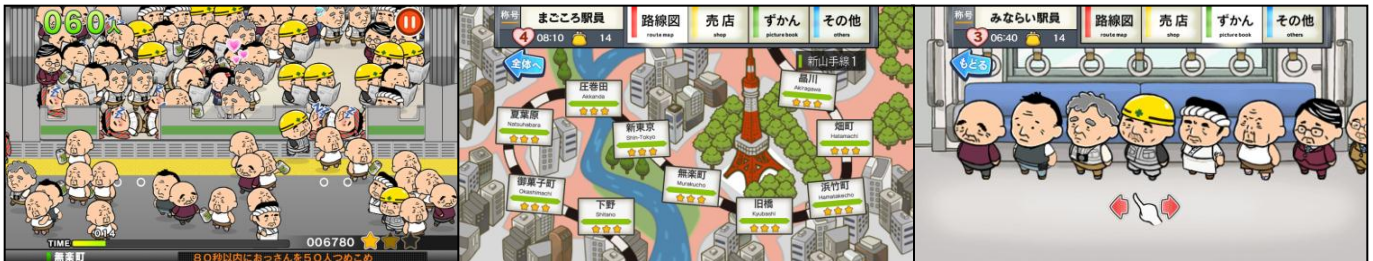 060人
014
TIME
006780
無楽町
80秒以内におっさんを50人つめこめ
称号
まごころ駅員
4
08:10
14
路線図
route map
売店
shop
ずかん
picture book
その他
others
全体へ
新山手線1
圧巻田
Akkanda
品川
夏葉原
Natsuhabara
新東京
Shin-Tokyo
畑町
Hatamachi
御菓子町
Okashimachi
無楽町
Murakucho
浜竹町
Hamatakecho
下野
Shitano
旧橋
Kyubashi
称号
みならい駅員
3
06:40
14
路線図
route map
売店
shop
ずかん
picture book
その他
others
もどる